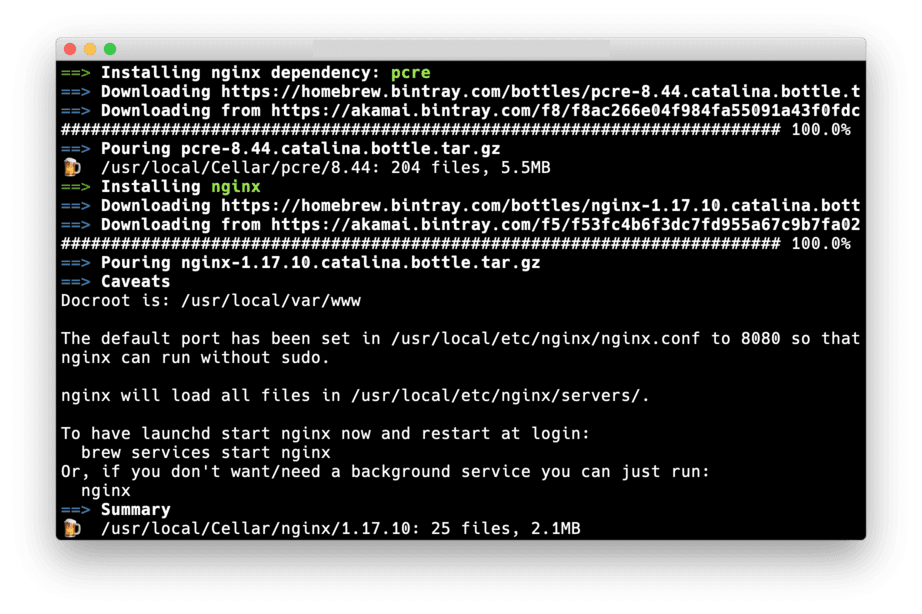 ==> Installing nginx dependency: pcre
==> Downloading https://homebrew.bintray.com/bottles/pcre-8.44.catalina.bottle.t
==> Downloading from https://akamai.bintray.com/f8/f8ac266e04f984fa55091a43f0fdc
######################################################################## 100.0%
==> Pouring pcre-8.44.catalina.bottle.tar.gz
🍺  /usr/local/Cellar/pcre/8.44: 204 files, 5.5MB
==> Installing nginx
==> Downloading https://homebrew.bintray.com/bottles/nginx-1.17.10.catalina.bott
==> Downloading from https://akamai.bintray.com/f5/f53fc4b6f3dc7fd955a67c9b7fa02
######################################################################## 100.0%
==> Pouring nginx-1.17.10.catalina.bottle.tar.gz
==> Caveats
Docroot is: /usr/local/var/www

The default port has been set in /usr/local/etc/nginx/nginx.conf to 8080 so that
nginx can run without sudo.

nginx will load all files in /usr/local/etc/nginx/servers/.

To have launchd start nginx now and restart at login:
  brew services start nginx
Or, if you don't want/need a background service you can just run:
  nginx
==> Summary
🍺  /usr/local/Cellar/nginx/1.17.10: 25 files, 2.1MB